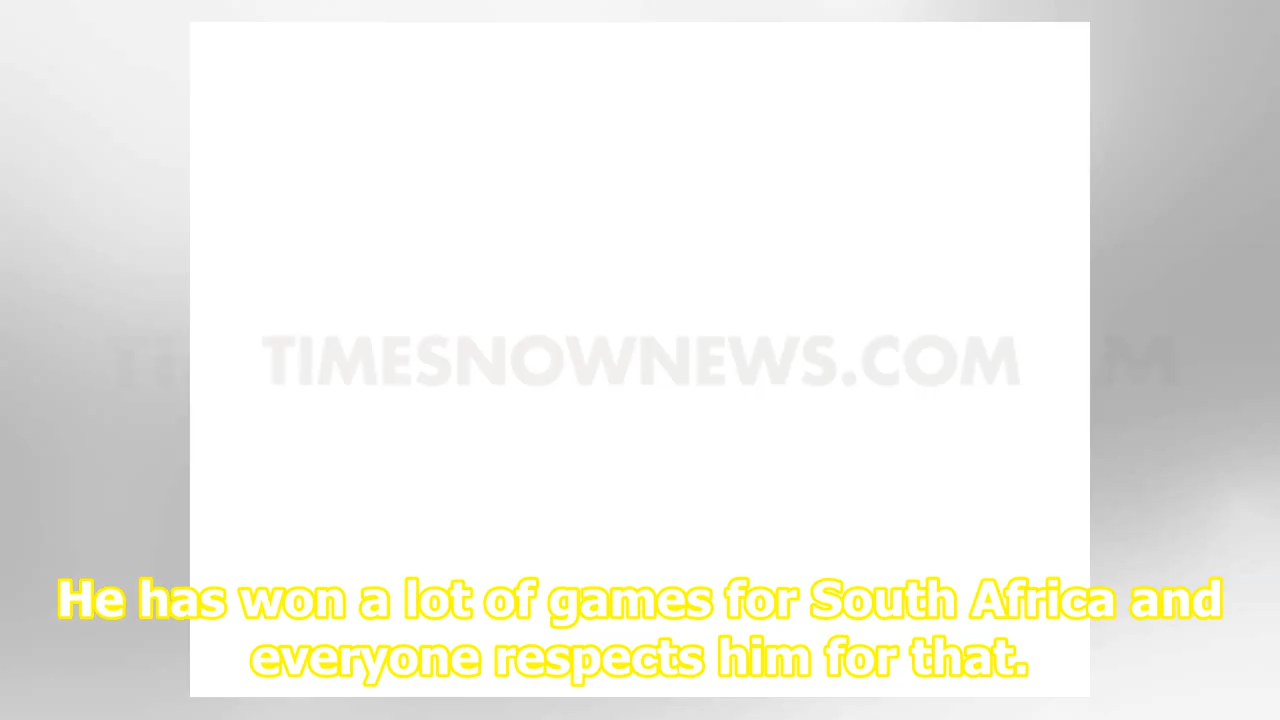 TIMESNOWNEWS.COM
He has won a lot of games for South Africa and
everyone respects him for that.